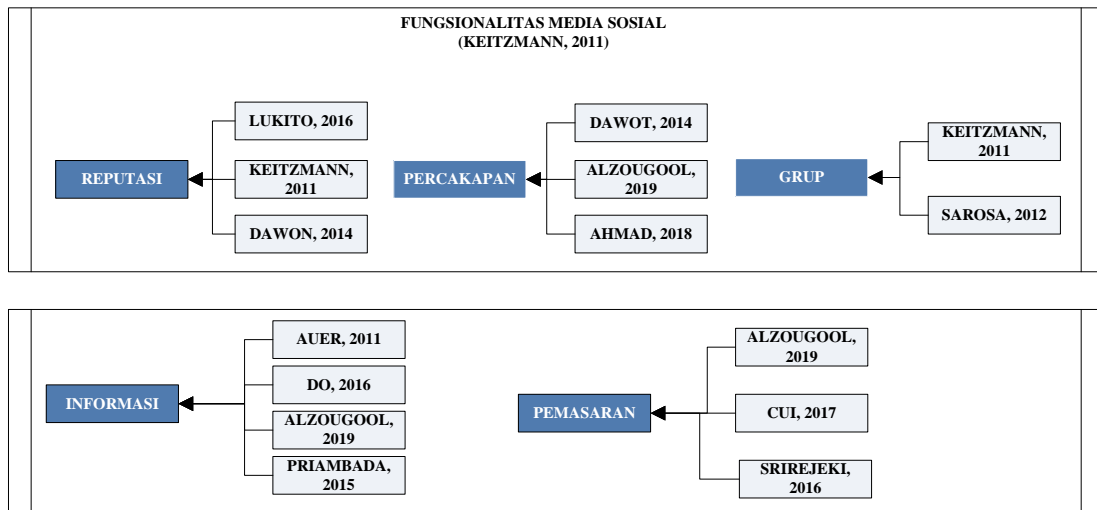 FUNGSIONALITAS MEDIA SOSIAL
(KEITZMANN, 2011)
REPUTASI
LUKITO, 2016
KEITZMANN,
2011
DAWON, 2014
PERCAKAPAN
DAWOT, 2014
ALZOUGOOL,
2019
AHMAD, 2018
GRUP
KEITZMANN,
2011
SAROSA, 2012
INFORMASI
AUER, 2011
DO, 2016
ALZOUGOOL,
2019
PRIAMBADA,
2015
PEMASARAN
ALZOUGOOL,
2019
CUI, 2017
SRIREJEKI,
2016